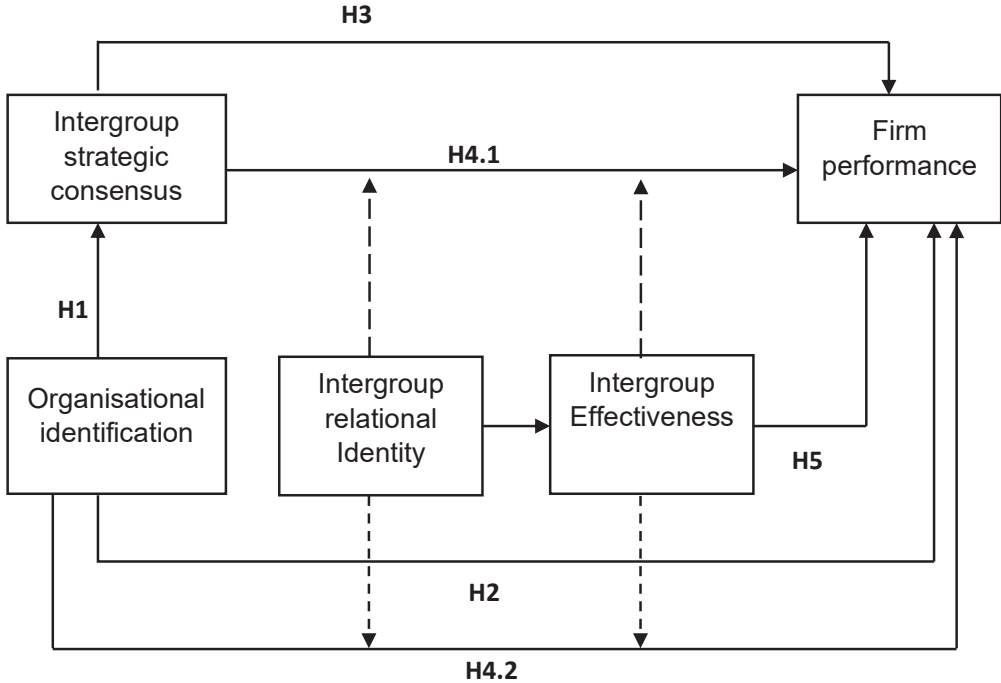 H3
Intergroup
strategic
consensus
Firm
performance
H4.1
H1
Organisational
identification
Intergroup
relational
Identity
Intergroup
Effectiveness
H5
H2
H4.2